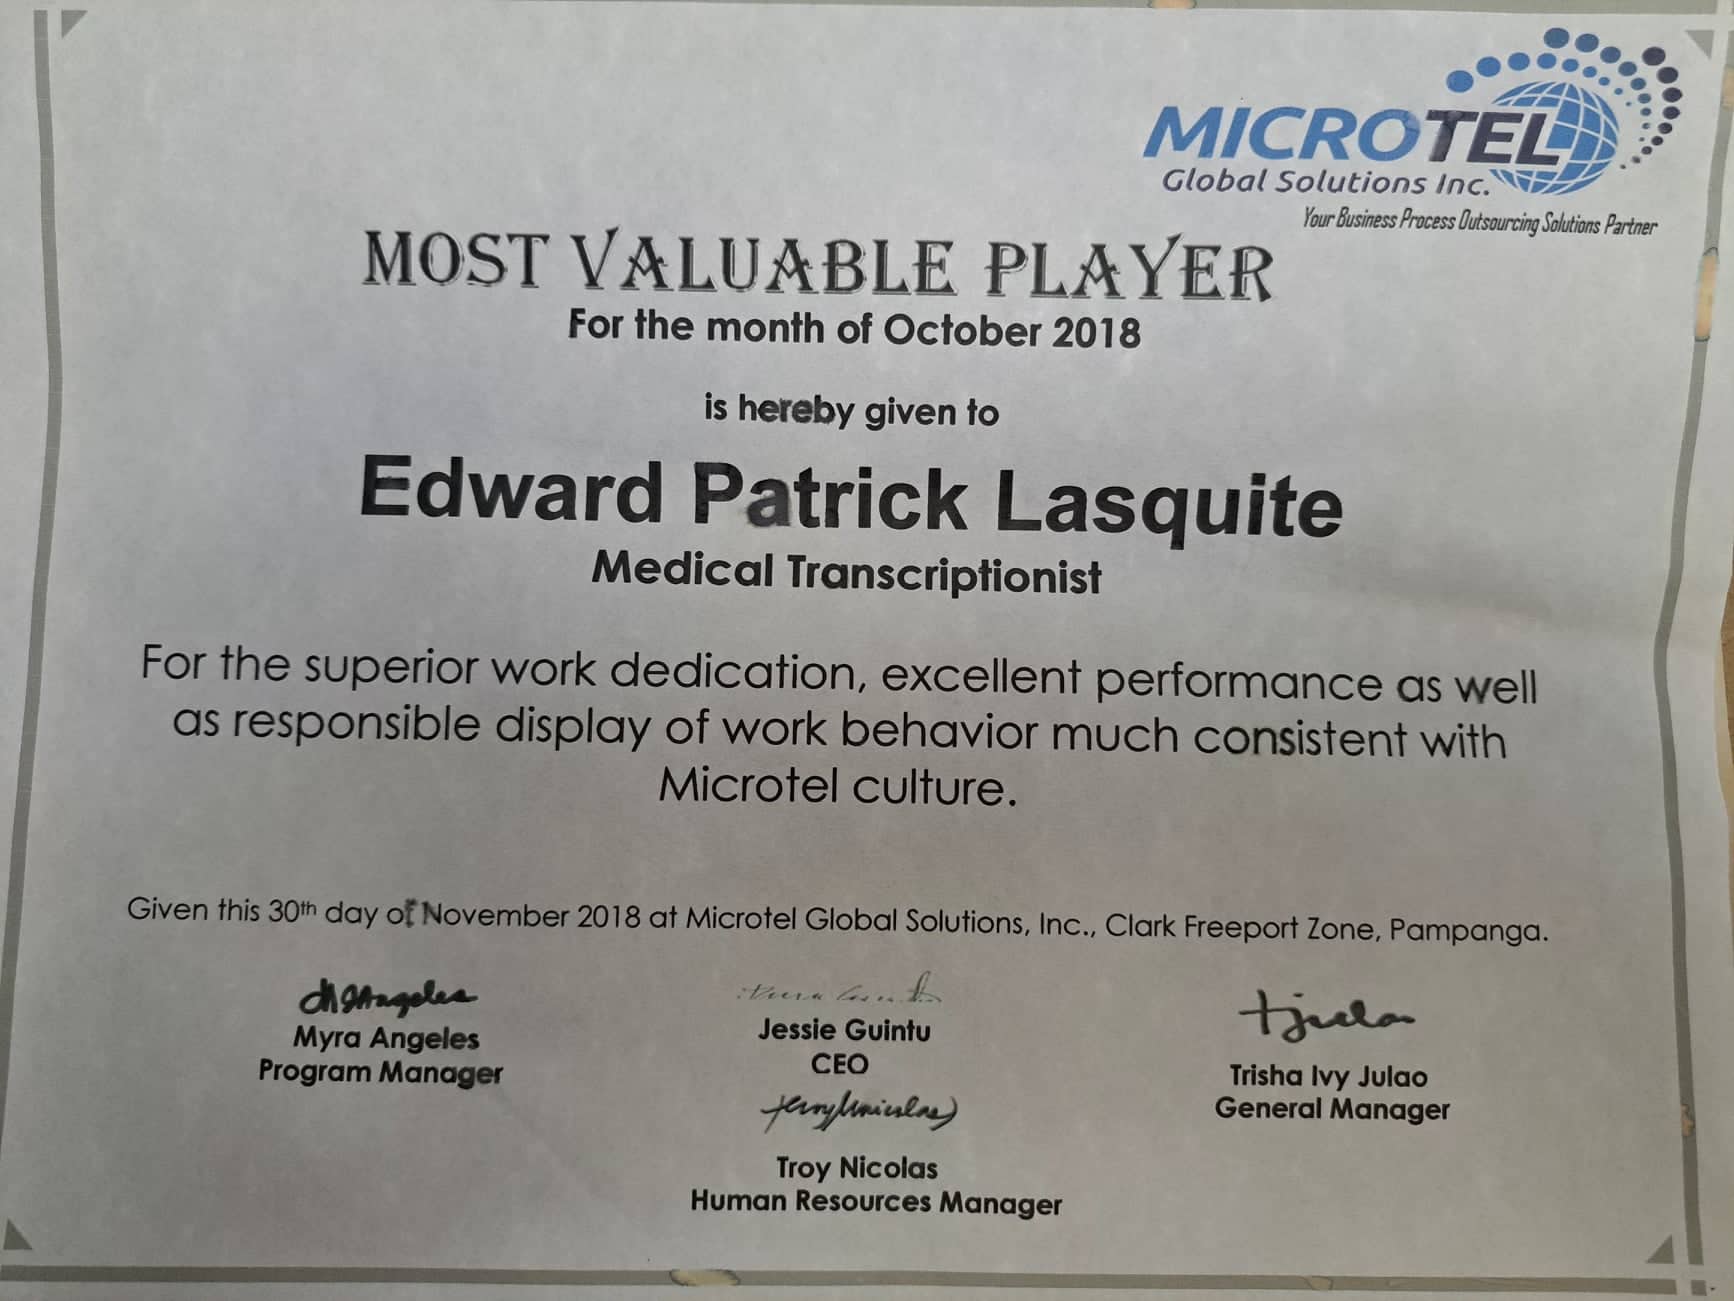 MICROTEL
Global Solutions Inc.
Your Business Process Outsourcing Solutions Partner
MOST VALUABLE PLAYER
For the month of October 2018
is hereby given to
Edward Patrick Lasquite
Medical Transcriptionist
For the superior work dedication, excellent performance as well
as responsible display of work behavior much consistent with
Microtel culture.
Given this 30th day of November 2018 at Microtel Global Solutions, Inc., Clark Freeport Zone, Pampanga.
Myra Angeles
Program Manager
Jessie Guintu
CEO
Trisha Ivy Julao
General Manager
Troy Nicolas
Human Resources Manager